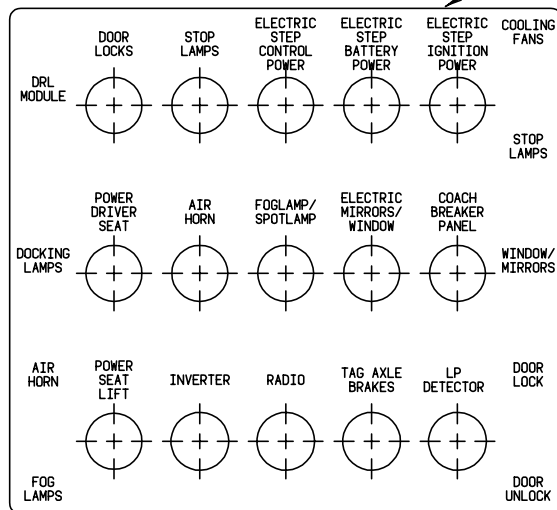 COOLING
FANS
DOOR
LOCKS
STOP
LAMPS
ELECTRIC
STEP
CONTROL
POWER
ELECTRIC
STEP
BATTERY
POWER
ELECTRIC
STEP
IGNITION
POWER
DRL
MODULE
STOP
LAMPS
POWER
DRIVER
SEAT
AIR
HORN
FOGLAMP/
SPOTLAMP
ELECTRIC
MIRRORS/
WINDOW
COACH
BREAKER
PANEL
DOCKING
LAMPS
WINDOW/
MIRRORS
AIR
HORN
POWER
SEAT
LIFT
INVERTER
RADIO
TAG AXLE
BRAKES
LP
DETECTOR
DOOR
LOCK
FOG
LAMPS
DOOR
UNLOCK